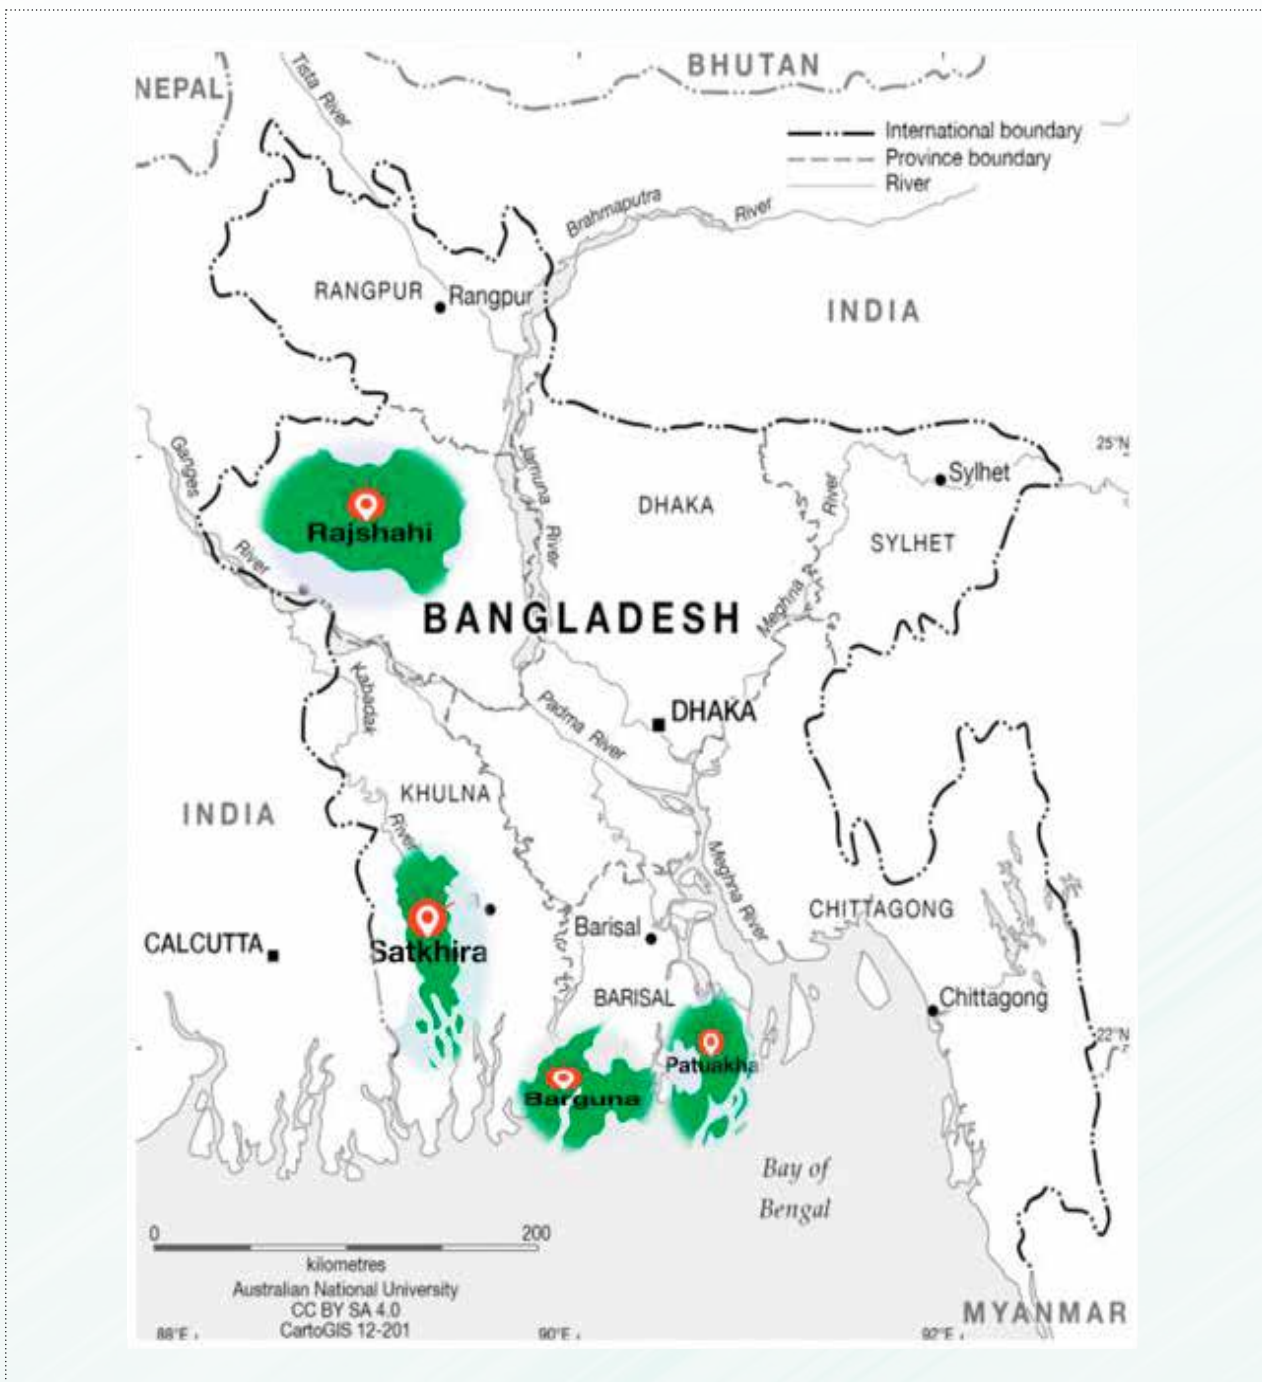 NEPAL
BHUTAN
Tista River
International boundary
Province boundary
River
Brahmaputra River
RANGPUR
Rangpur
INDIA
Ganges River
25°N
Jamuna River
Sylhet
DHAKA
River
SYLHET
Rajshahi
Meghna
BANGLADESH
Kabadak
Padma River
DHAKA
KHULNA
INDIA
River
Meghna River
CHITTAGONG
Barisal
CALCUTTA
Satkhira
BARISAL
Chittagong
22°N
Patuakha
Barguna
Bay of
Bengal
0 200
kilometres
Australian National University
CC BY SA 4.0
CartoGIS 12-201
MYANMAR
88°E
90°E
92°E